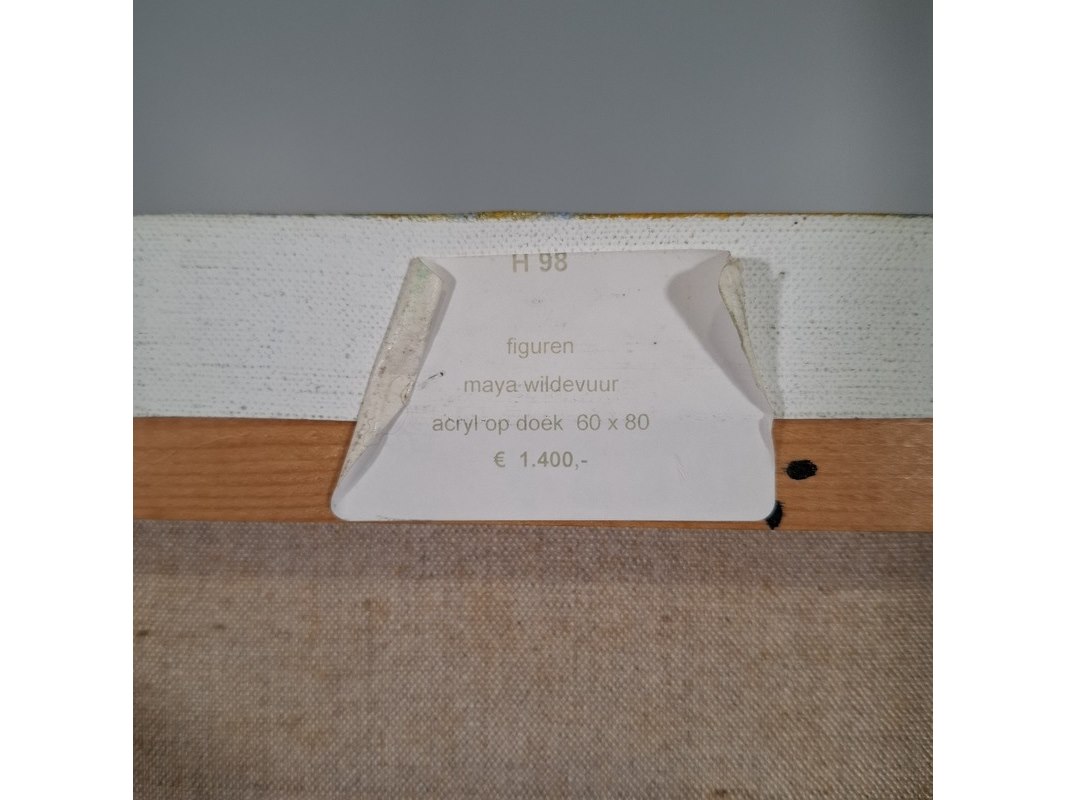 H 98
figuren
maya wildevuur
acryl op doek 60 x 80
€ 1.400,-